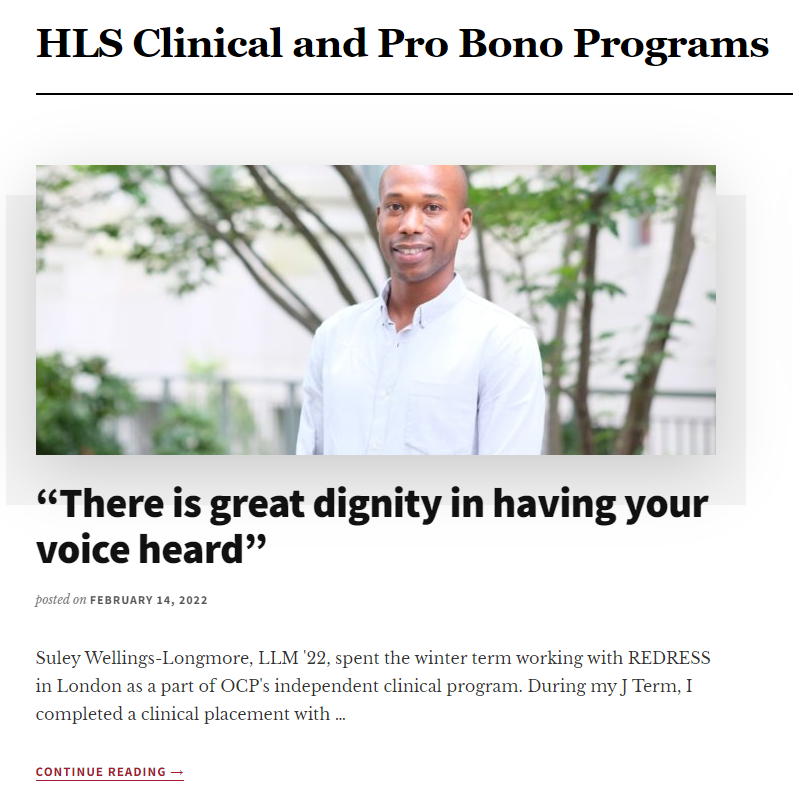 HLS Clinical and Pro Bono Programs
“There is great dignity in having your
voice heard”
posted on FEBRUARY 14, 2022
Suley Wellings-Longmore, LLM '22, spent the winter term working with REDRESS
in London as a part of OCP's independent clinical program. During my J Term, I
completed a clinical placement with ...
CONTINUE READING →